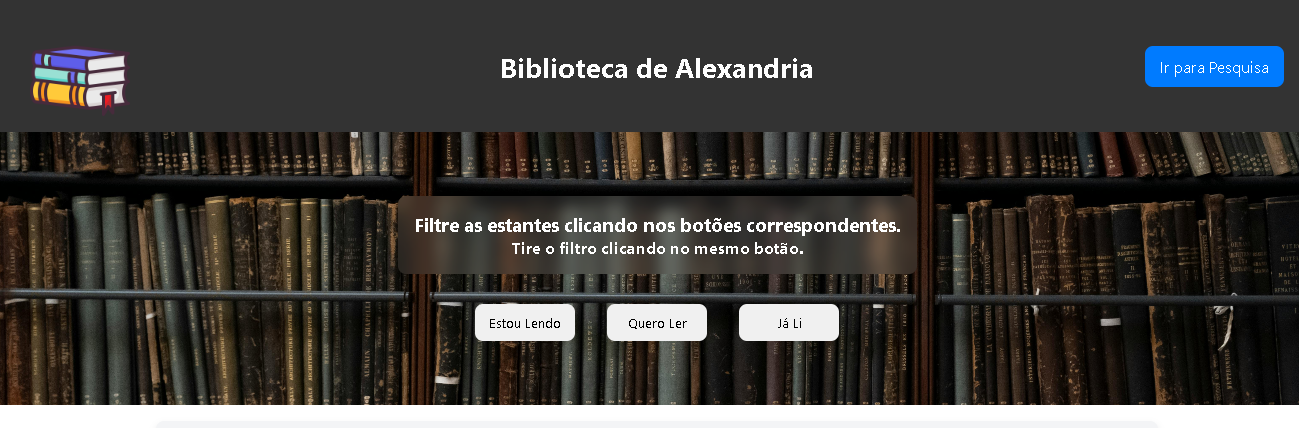 Biblioteca de Alexandria
Ir para Pesquisa
Filtre as estantes clicando nos botões correspondentes.
Tire o filtro clicando no mesmo botão.
Estou Lendo
Quero Ler
Já Li